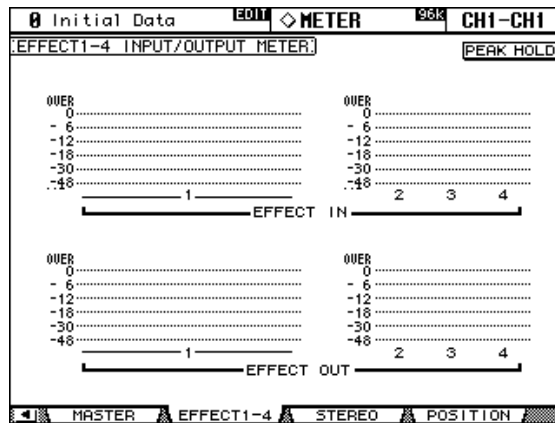 0 Initial Data EDIT ◇METER 96k CH1-CH1
EFFECT1-4 INPUT/OUTPUT METER
PEAK HOLD
OVER OVER
0 0
- 6 - 6
-12 -12
-18 -18
-30 -30
-48 -48
1 2 3 4
EFFECT IN
OVER OVER
0 0
- 6 - 6
-12 -12
-18 -18
-30 -30
-48 -48
1 2 3 4
EFFECT OUT
MASTER EFFECT1-4 STEREO POSITION